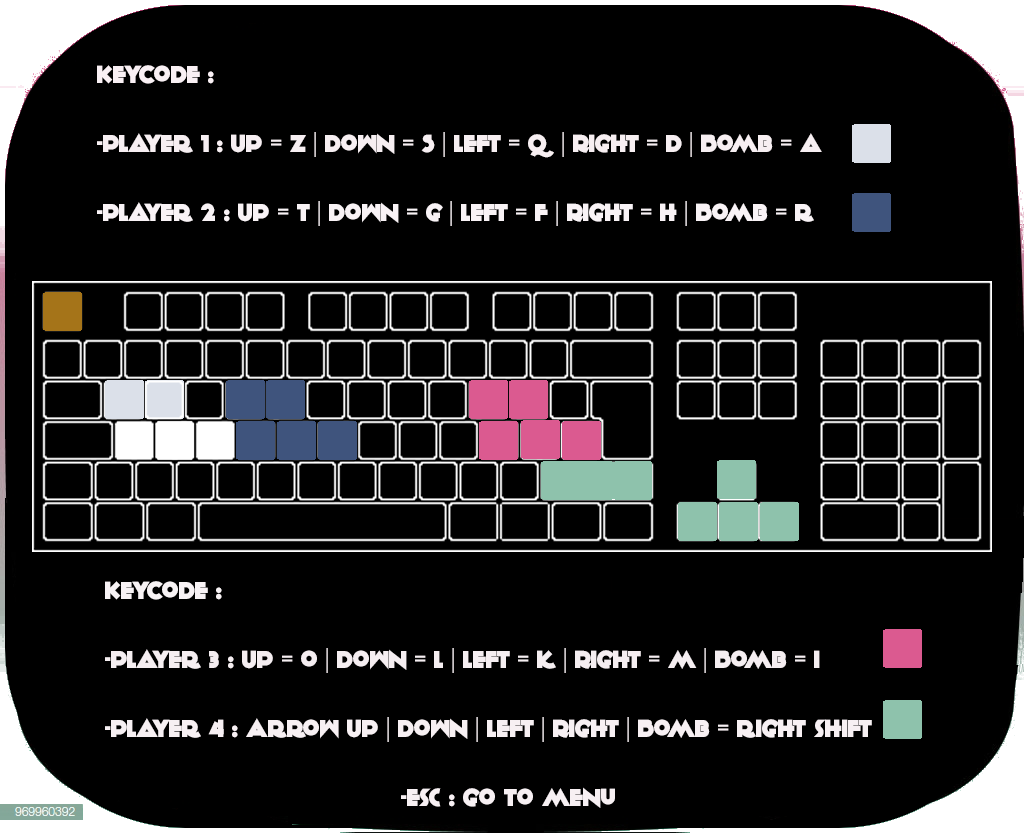 KEYCODE :
-PLAYER 1 : UP = Z | DOWN = S | LEFT = Q | RIGHT = D | BOMB = A
-PLAYER 2 : UP = T | DOWN = G | LEFT = F | RIGHT = H | BOMB = R
KEYCODE :
-PLAYER 3 : UP = O | DOWN = L | LEFT = K | RIGHT = M | BOMB = I
-PLAYER 4 : ARROW UP | DOWN | LEFT | RIGHT | BOMB = RIGHT SHIFT
-ESC : GO TO MENU
969960392